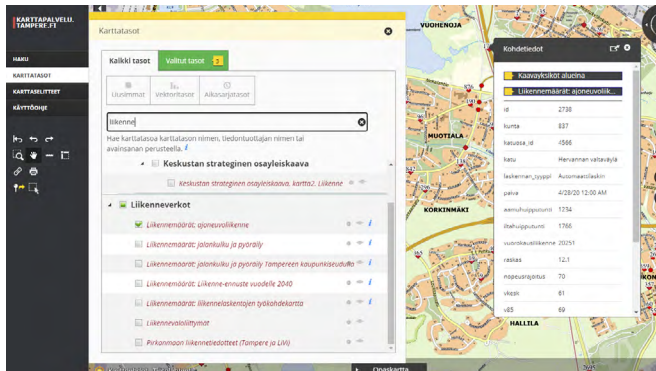 KARTTAPALVELU.
TAMPERE.FI
HAKU
KARTTATASOT
KARTTASELITTEET
KÄYTTÖOHJE
Karttatasot
Kaikki tasot
Valitut tasot
2
Uusimmat
Vektoritasot
Aikasarjatasot
liikenne
Hae karttatasoa karttatason nimen, tiedontuottajan nimen tai
avainsanan perusteella. i
Keskustan strateginen osayleiskaava
Keskustan strateginen osayleiskaava, kartta2. Liikenne
Liikenneverkot
Liikennemäärät: ajoneuvoliikenne
Liikennemäärät: jalankulku ja pyöräily
Liikennemäärät: jalankulku ja pyöräily Tampereen kaupunkiseudulla
Liikennemäärät: Liikenne-ennuste vuodelle 2040
Liikennemäärät: liikennelaskentojen työkohdekartta
Liikennevaloliittymät
Pirkanmaan liikennetiedotteet (Tampere ja LiVi)
VUOHENOJA
MUOTIALA
KORKINMÄKI
HALLILA
Opaskartta
Kohdetiedot
Kaavayksiköt alueina
Liikennemäärät: ajoneuvoliik...
id 2738
kunta 837
katuosa_id 4566
katu Hervannan valtaväylä
laskennan_tyyppi Automaattilaskin
paiva 4/28/20 12:00 AM
aamuhuipputunti 1234
iltahuipputunti 1766
vuorokausiliikenne 20251
raskas 12.1
nopeusrajoitus 70
vkesk 61
v85 69